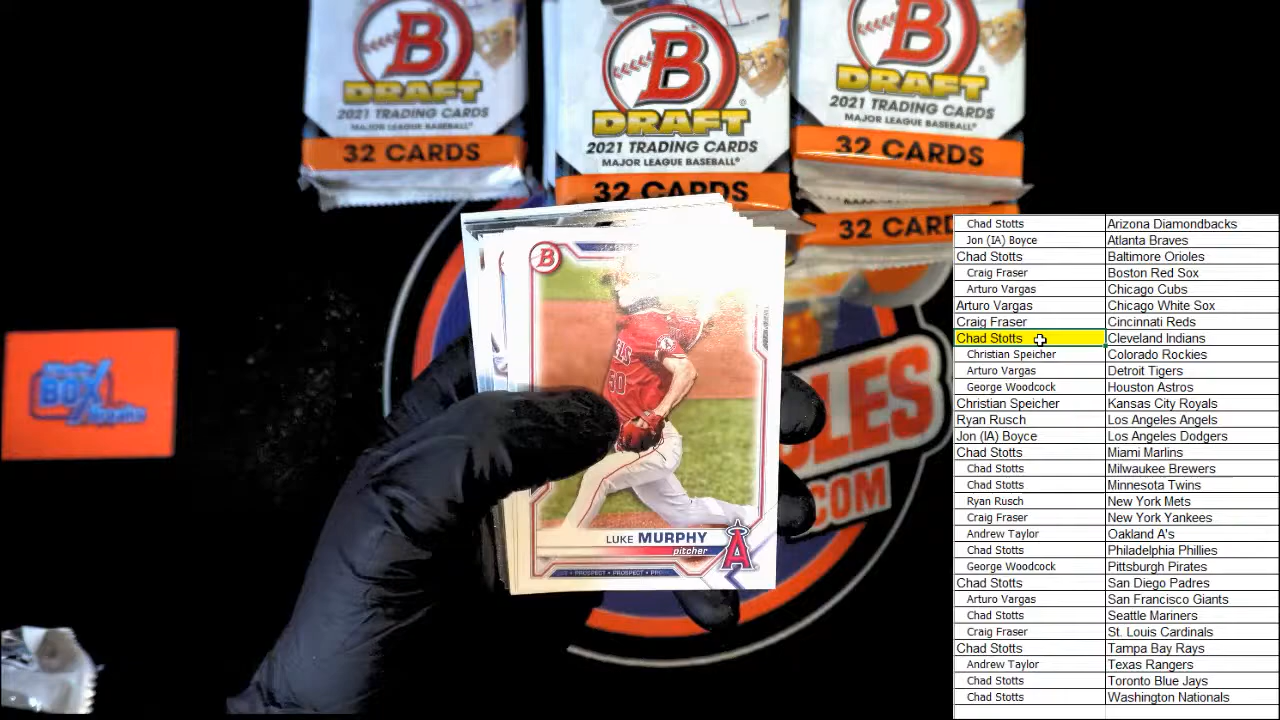 B
DRAFT
2021 TRADING CARDS
MAJOR LEAGUE BASEBALL
32 CARDS
B
DRAFT
2021 TRADING CARDS
MAJOR LEAGUE BASEBALL®
32 CARDS
B
DRAFT
2021 TRADING CARDS
MAJOR LEAGUE BASEBALL®
32 CARDS
32 CARDS
B
LUKE MURPHY
pitcher
A
PROSPECT • PROSPECT
BOX
.COM
Chad Stotts Arizona Diamondbacks
Jon (IA) Boyce Atlanta Braves
Chad Stotts Baltimore Orioles
Craig Fraser Boston Red Sox
Arturo Vargas Chicago Cubs
Arturo Vargas Chicago White Sox
Craig Fraser Cincinnati Reds
Chad Stotts Cleveland Indians
Christian Speicher Colorado Rockies
Arturo Vargas Detroit Tigers
George Woodcock Houston Astros
Christian Speicher Kansas City Royals
Ryan Rusch Los Angeles Angels
Jon (IA) Boyce Los Angeles Dodgers
Chad Stotts Miami Marlins
Chad Stotts Milwaukee Brewers
Chad Stotts Minnesota Twins
Ryan Rusch New York Mets
Craig Fraser New York Yankees
Andrew Taylor Oakland A's
Chad Stotts Philadelphia Phillies
George Woodcock Pittsburgh Pirates
Chad Stotts San Diego Padres
Arturo Vargas San Francisco Giants
Chad Stotts Seattle Mariners
Craig Fraser St. Louis Cardinals
Chad Stotts Tampa Bay Rays
Andrew Taylor Texas Rangers
Chad Stotts Toronto Blue Jays
Chad Stotts Washington Nationals